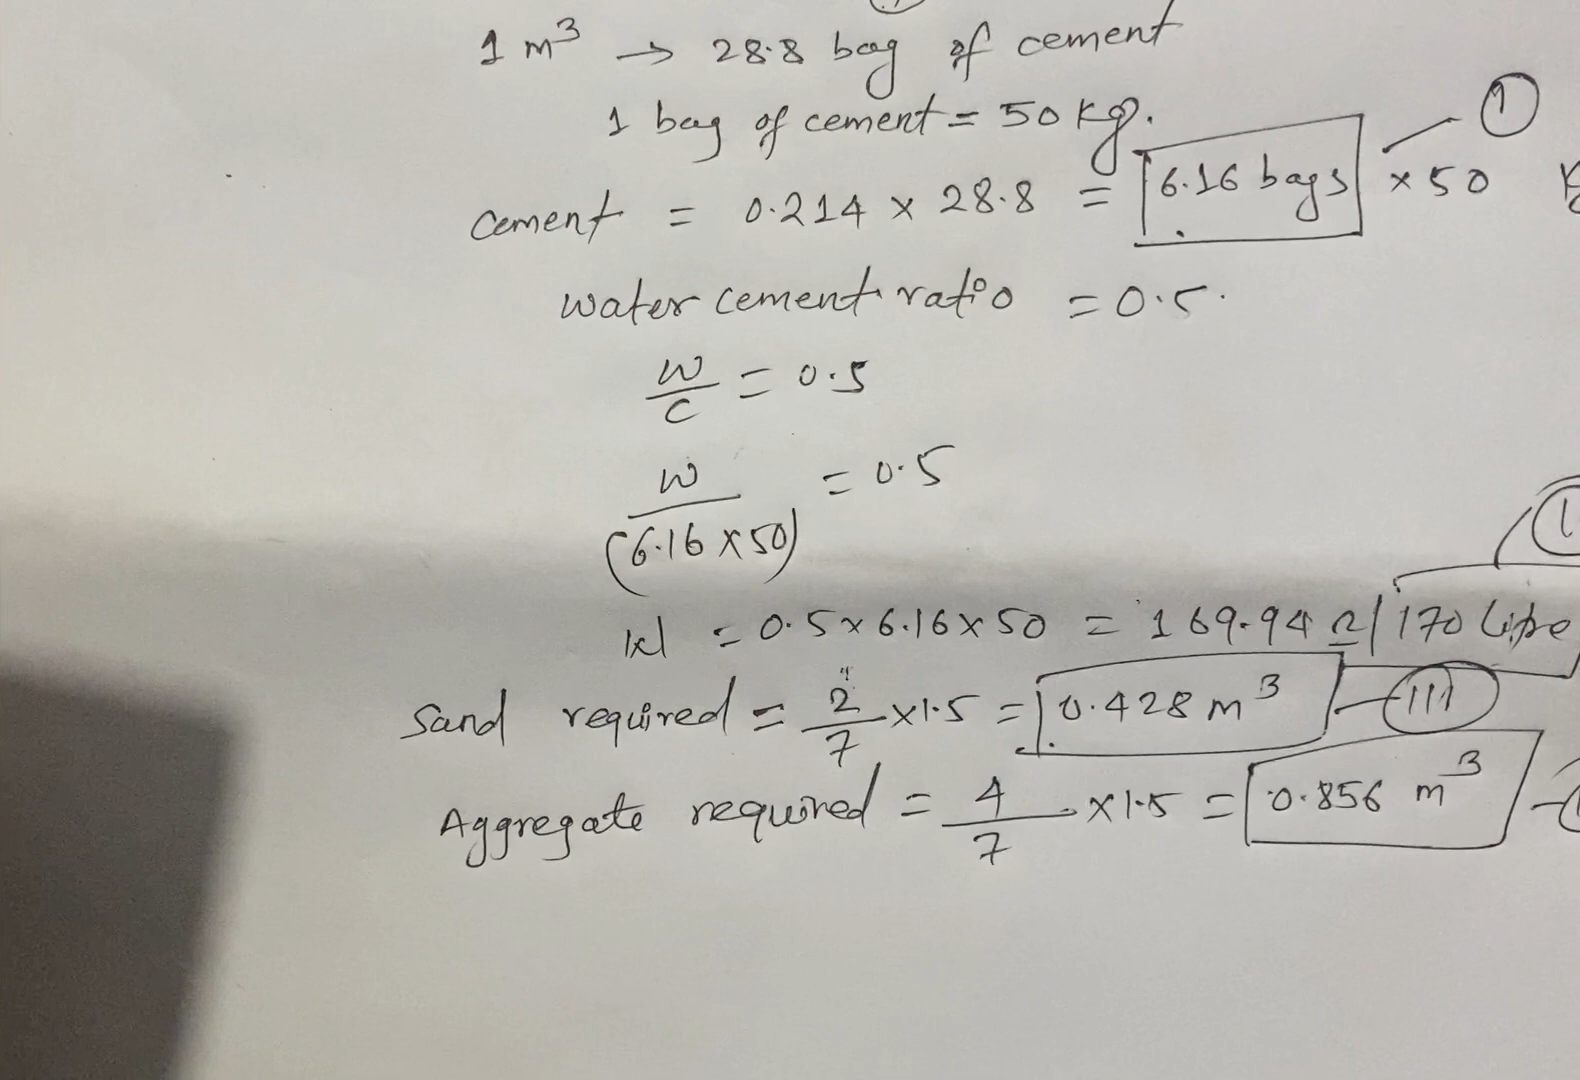 1 m³ → 28.8 bag of cement
1 bag of cement = 50 kg.
cement = 0.214 × 28.8 = 6.16 bags × 50
1
water cement ratio = 0.5.
W/C = 0.5
W/(6.16 × 50) = 0.5
W = 0.5 × 6.16 × 50 = 169.94 / 170 Litre
Sand required = 2/7 × 1.5 = 0.428 m³ III
Aggregate required = 4/7 × 1.5 = 0.856 m³